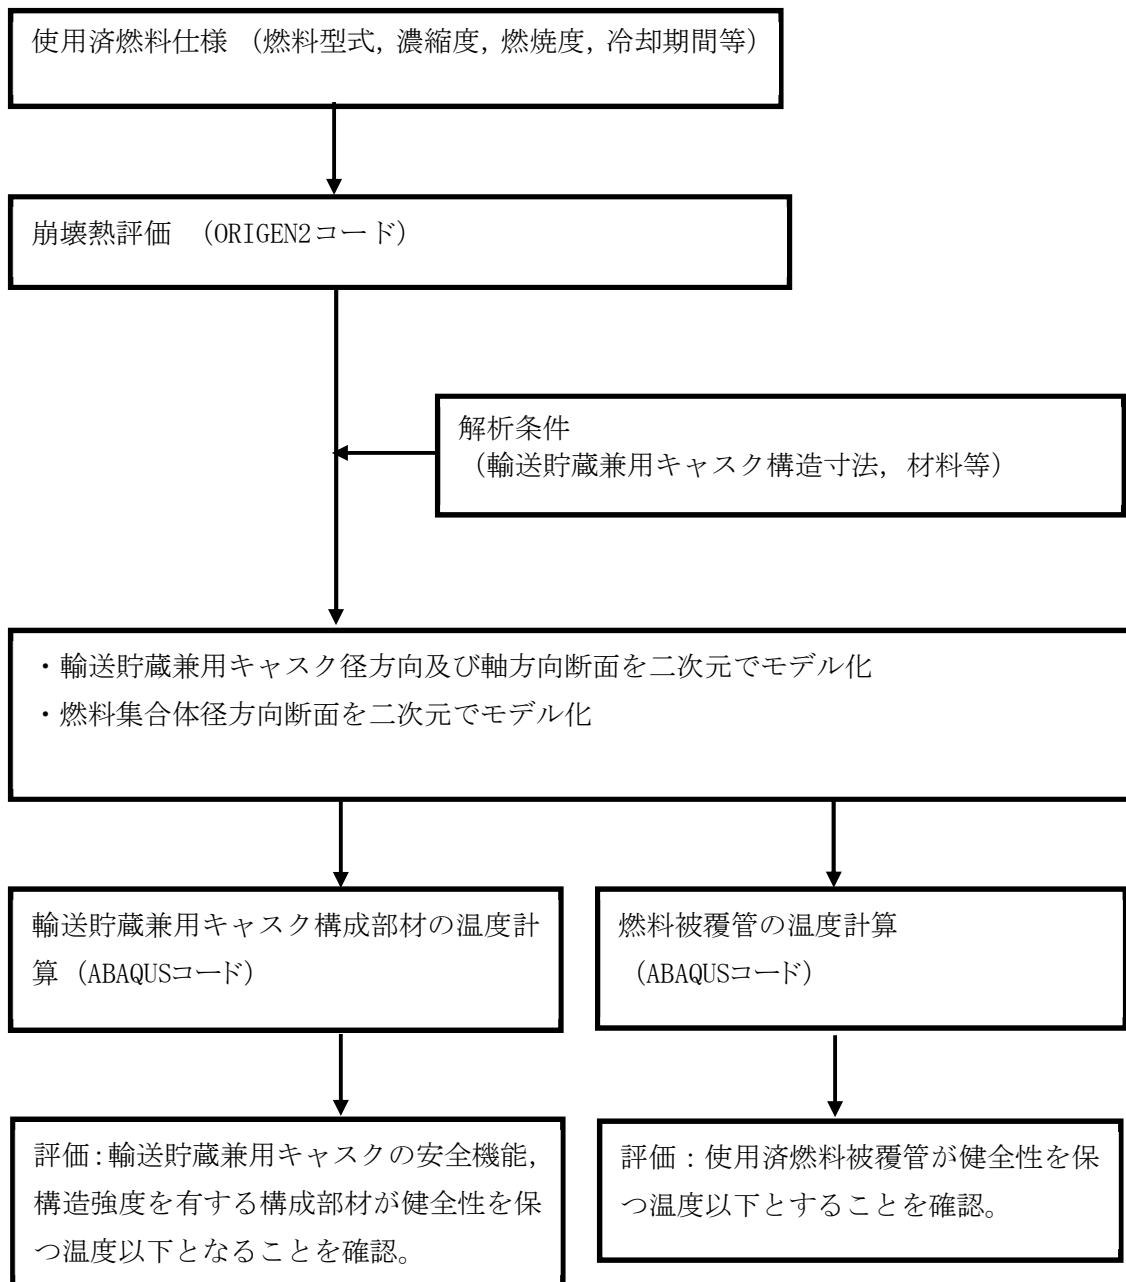 使用済燃料仕様 （燃料型式, 濃縮度, 燃焼度, 冷却期間等）
崩壊熱評価 （ORIGEN2コード）
解析条件
（輸送貯蔵兼用キャスク構造寸法, 材料等）
・輸送貯蔵兼用キャスク径方向及び軸方向断面を二次元でモデル化
・燃料集合体径方向断面を二次元でモデル化
輸送貯蔵兼用キャスク構成部材の温度計
算（ABAQUSコード）
燃料被覆管の温度計算
（ABAQUSコード）
評価:輸送貯蔵兼用キャスクの安全機能,
構造強度を有する構成部材が健全性を保
つ温度以下となることを確認。
評価：使用済燃料被覆管が健全性を保
つ温度以下とすることを確認。